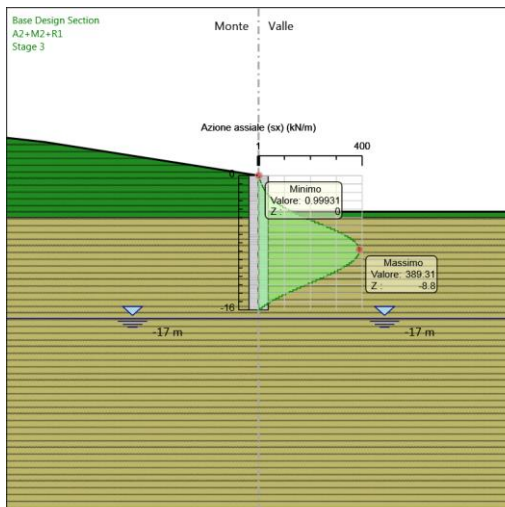 Base Design Section
A2+M2+R1
Stage 3
Monte Valle
Azione assiale (sx) (kN/m)
1 400
0
Minimo
Valore: 0.99931
Z : 0
Massimo
Valore: 389.31
Z : -8.8
-16
-17 m -17 m